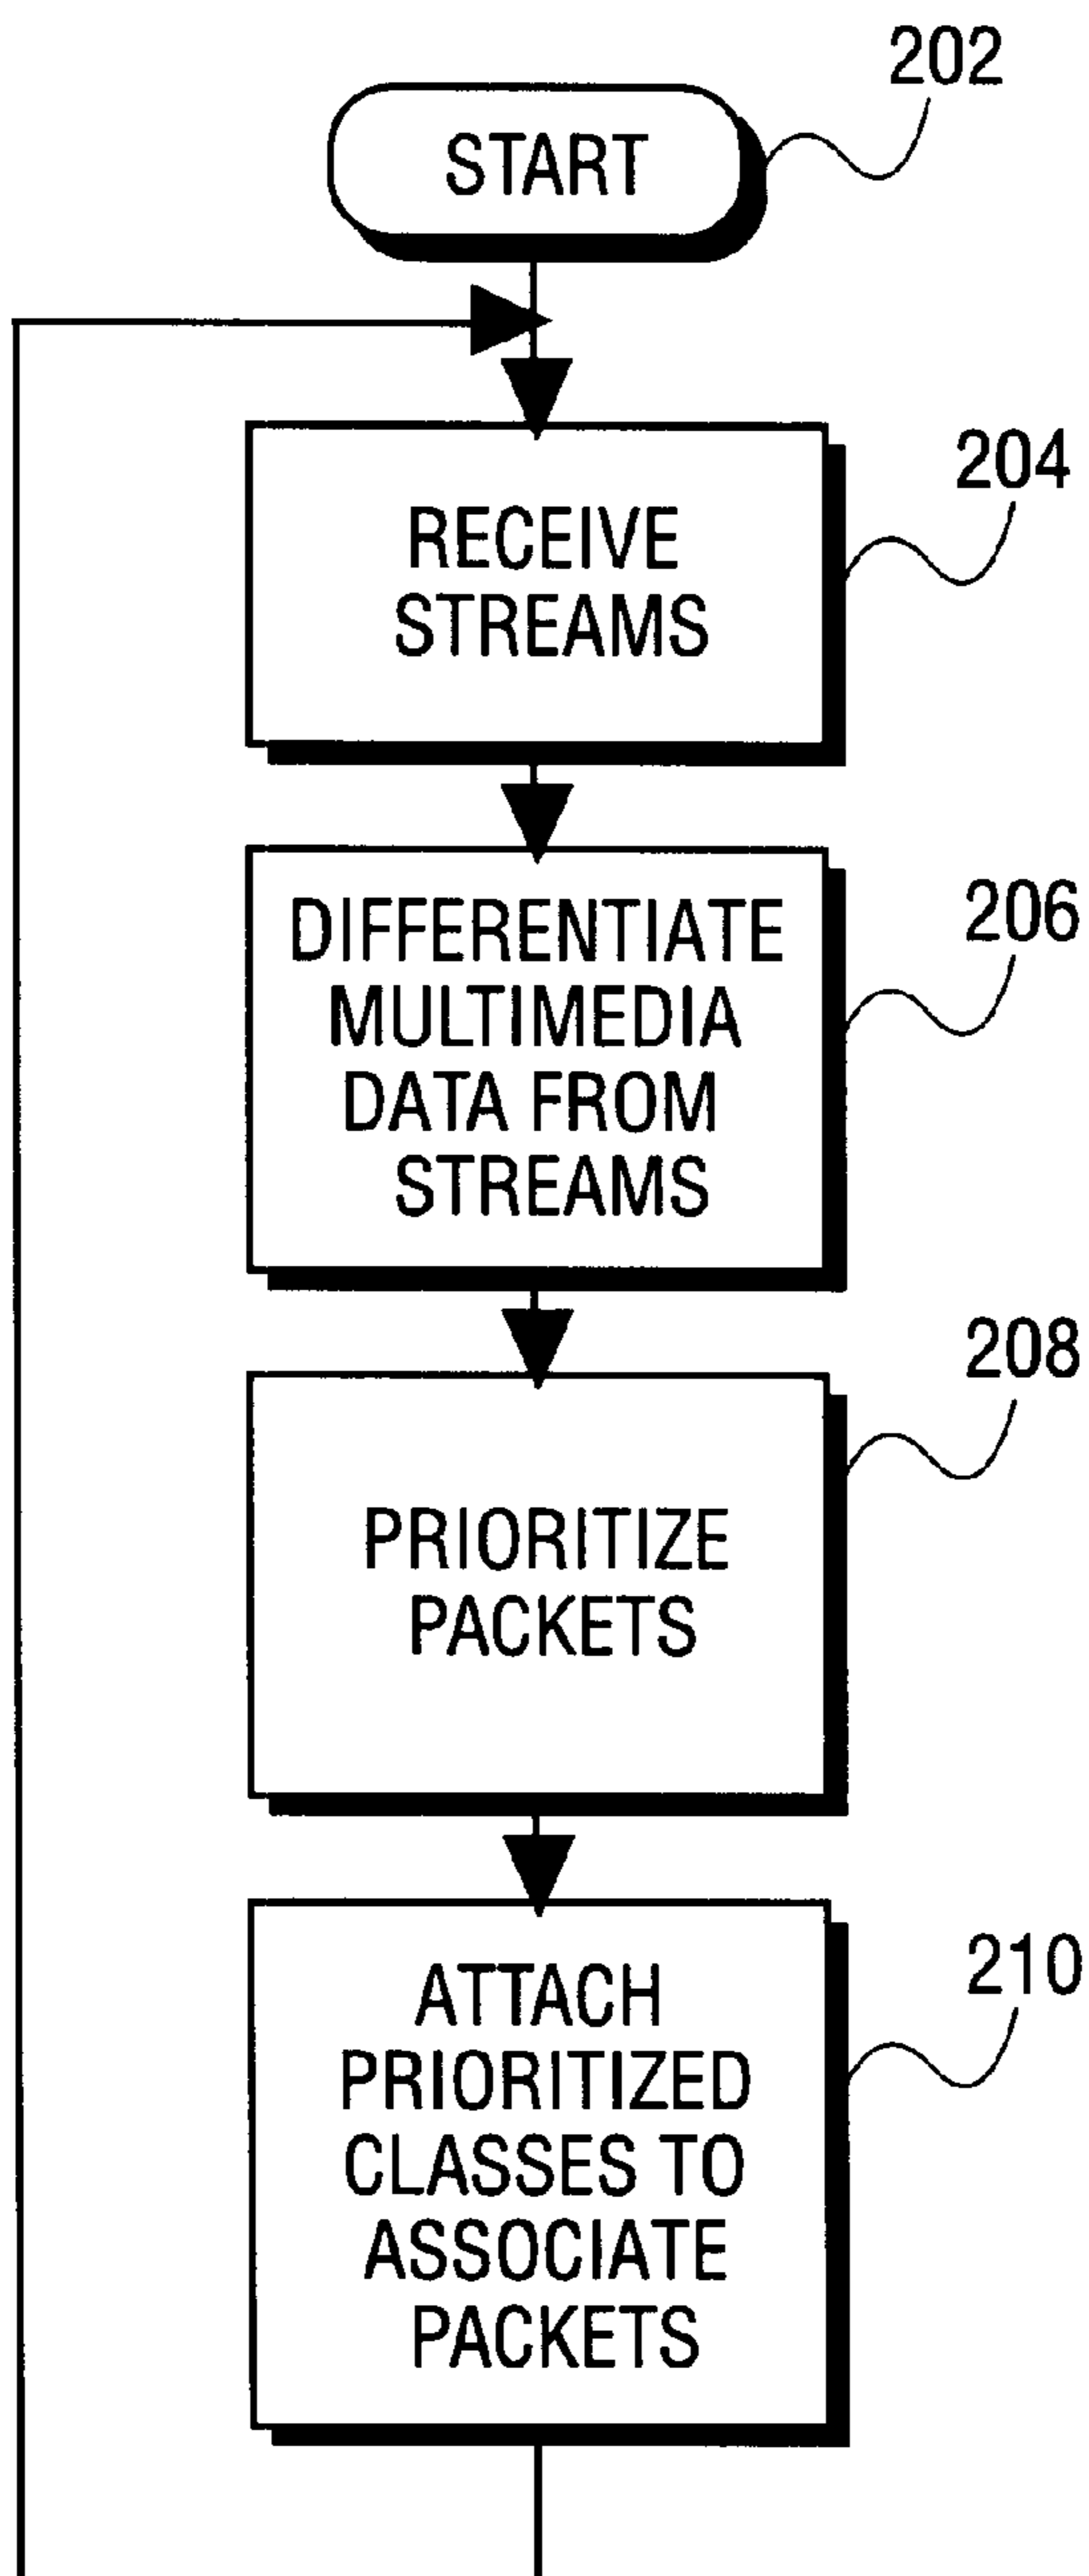 202
START
204
RECEIVE
STREAMS
206
DIFFERENTIATE
MULTIMEDIA
DATA FROM
STREAMS
208
PRIORITIZE
PACKETS
210
ATTACH
PRIORITIZED
CLASSES TO
ASSOCIATE
PACKETS